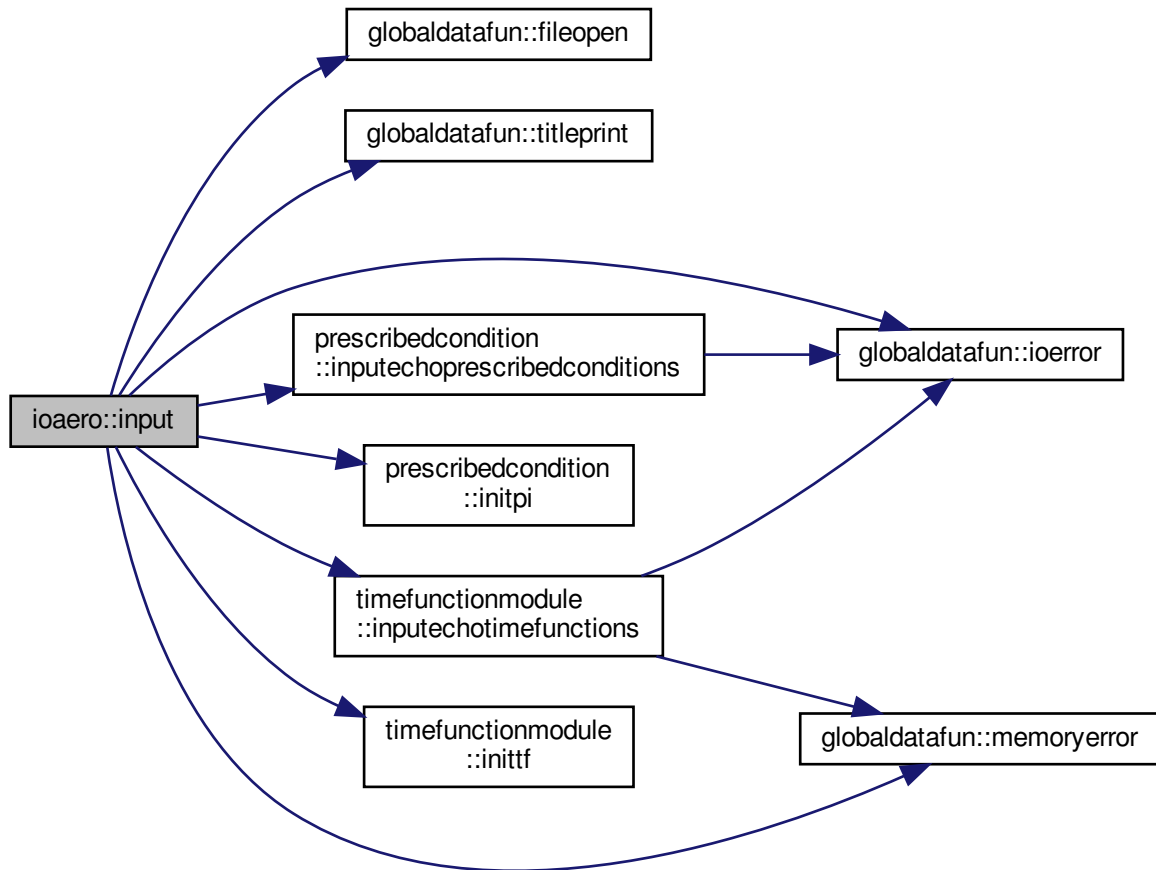 globaldatafun::fileopen
globaldatafun::titleprint
prescribedcondition
::inputechoprescribedconditions
globaldatafun::ioerror
ioaero::input
prescribedcondition
::initpi
timefunctionmodule
::inputechotimefunctions
timefunctionmodule
::inittf
globaldatafun::memoryerror